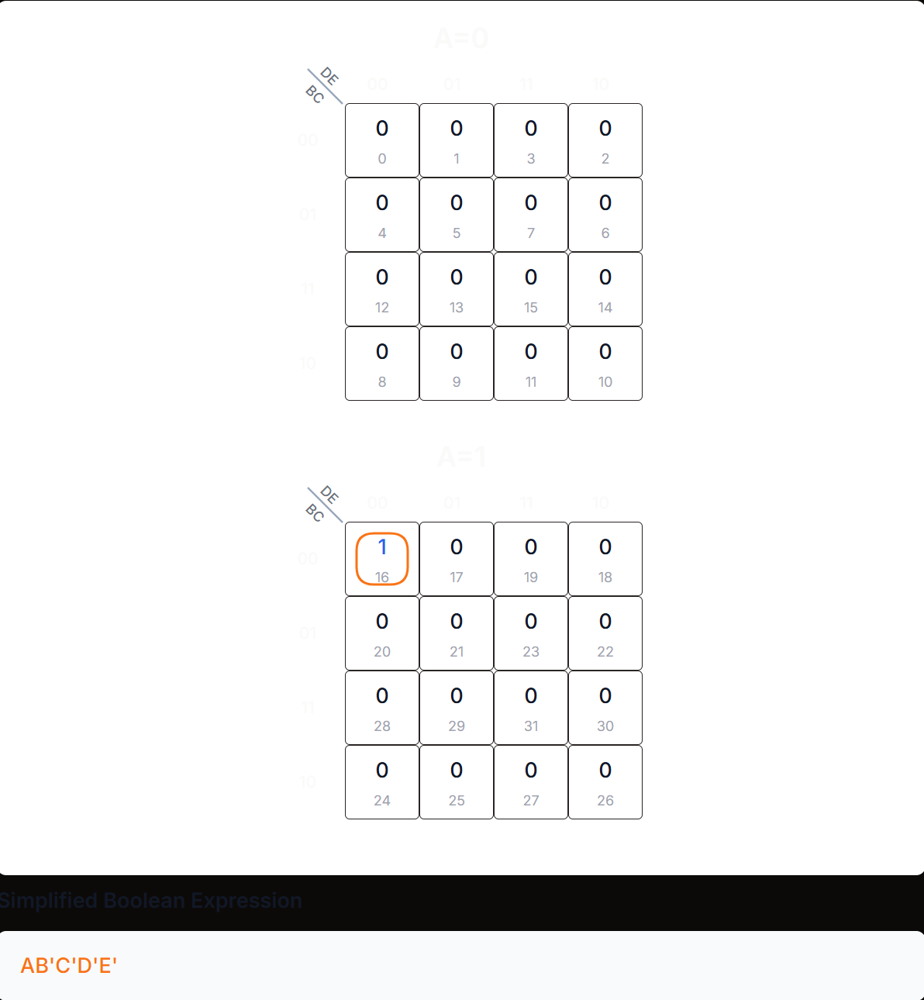 A=0
DE
BC
00 01 11 10
00
0 0 0 0
0 1 3 2
01
0 0 0 0
4 5 7 6
11
0 0 0 0
12 13 15 14
10
0 0 0 0
8 9 11 10
A=1
DE
BC
00 01 11 10
00
1 0 0 0
16 17 19 18
01
0 0 0 0
20 21 23 22
11
0 0 0 0
28 29 31 30
10
0 0 0 0
24 25 27 26
Simplified Boolean Expression
AB'C'D'E'